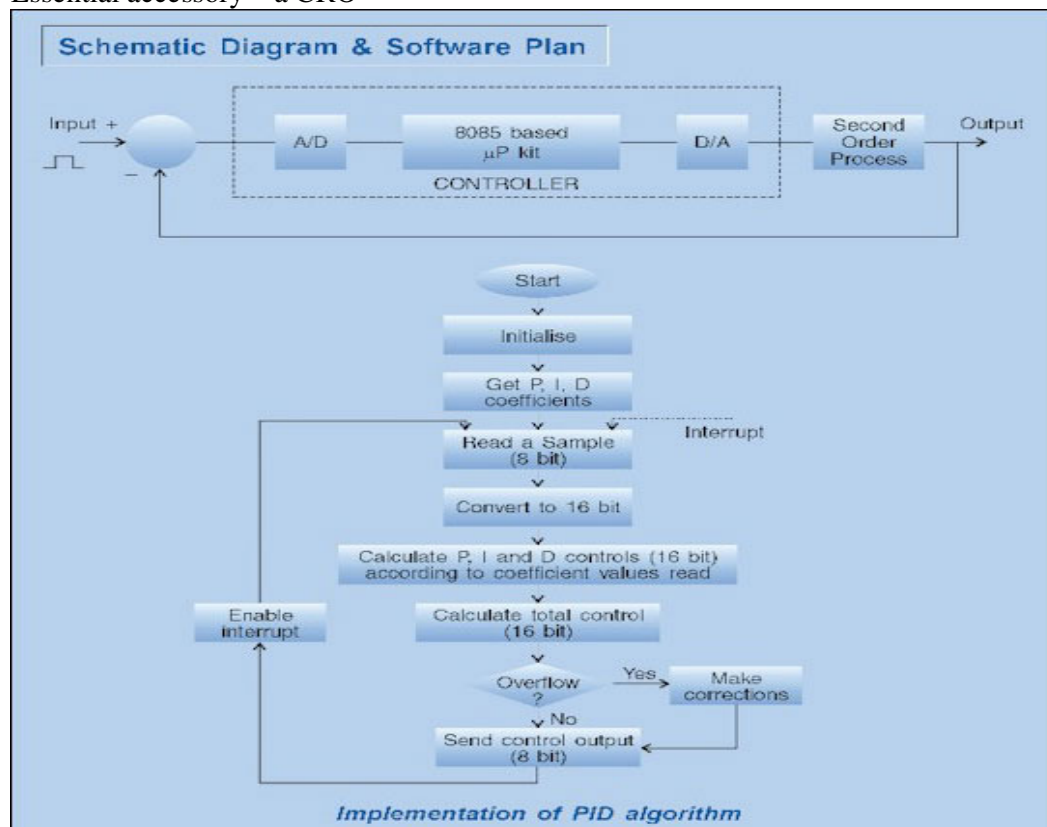 Essential accessory – a CRO
Schematic Diagram & Software Plan
Input +
–
A/D
8085 based
µP kit
D/A
CONTROLLER
Second
Order
Process
Output
Start
Initialise
Get P, I, D
coefficients
Interrupt
Read a Sample
(8 bit)
Convert to 16 bit
Calculate P, I and D controls (16 bit)
according to coefficient values read
Enable
interrupt
Calculate total control
(16 bit)
Overflow
?
Yes
Make
corrections
No
Send control output
(8 bit)
Implementation of PID algorithm